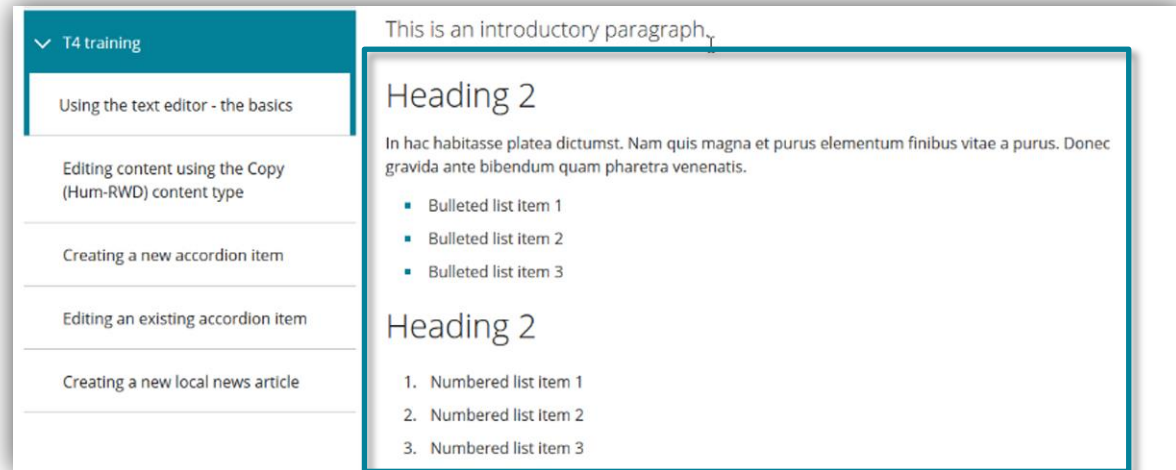 T4 training
Using the text editor - the basics
Editing content using the Copy
(Hum-RWD) content type
Creating a new accordion item
Editing an existing accordion item
Creating a new local news article
This is an introductory paragraph.
Heading 2
In hac habitasse platea dictumst. Nam quis magna et purus elementum finibus vitae a purus. Donec
gravida ante bibendum quam pharetra venenatis.
Bulleted list item 1
Bulleted list item 2
Bulleted list item 3
Heading 2
1. Numbered list item 1
2. Numbered list item 2
3. Numbered list item 3